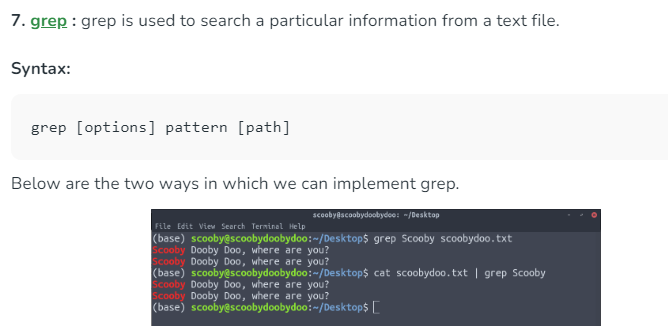 7. grep : grep is used to search a particular information from a text file.
Syntax:
grep [options] pattern [path]
Below are the two ways in which we can implement grep.
scooby@scoobydoobydoo: ~/Desktop
File Edit View Search Terminal Help
(base) scooby@scoobydoobydoo:~/Desktop$ grep Scooby scoobydoo.txt
Scooby Dooby Doo, where are you?
Scooby Dooby Doo, where are you?
(base) scooby@scoobydoobydoo:~/Desktop$ cat scoobydoo.txt | grep Scooby
Scooby Dooby Doo, where are you?
Scooby Dooby Doo, where are you?
(base) scooby@scoobydoobydoo:~/Desktop$